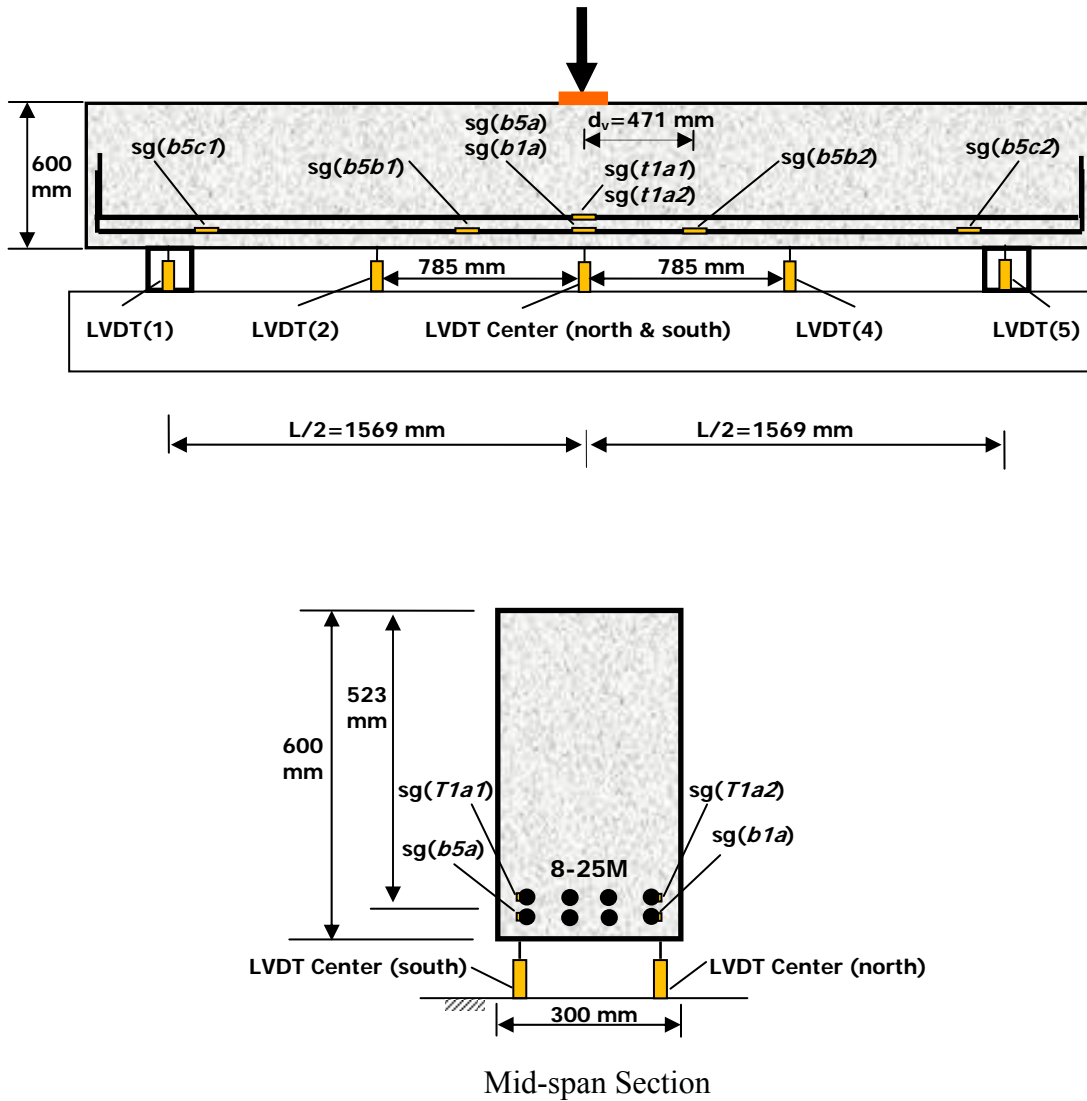 600
mm
sg(b5c1)
sg(b5b1)
sg(b5a)
sg(b1a)
dv=471 mm
sg(t1a1)
sg(t1a2)
sg(b5b2)
sg(b5c2)
785 mm
785 mm
LVDT(1)
LVDT(2)
LVDT Center (north & south)
LVDT(4)
LVDT(5)
L/2=1569 mm
L/2=1569 mm
523
mm
600
mm
sg(T1a1)
sg(T1a2)
sg(b5a)
sg(b1a)
8-25M
LVDT Center (south)
LVDT Center (north)
300 mm
Mid-span Section